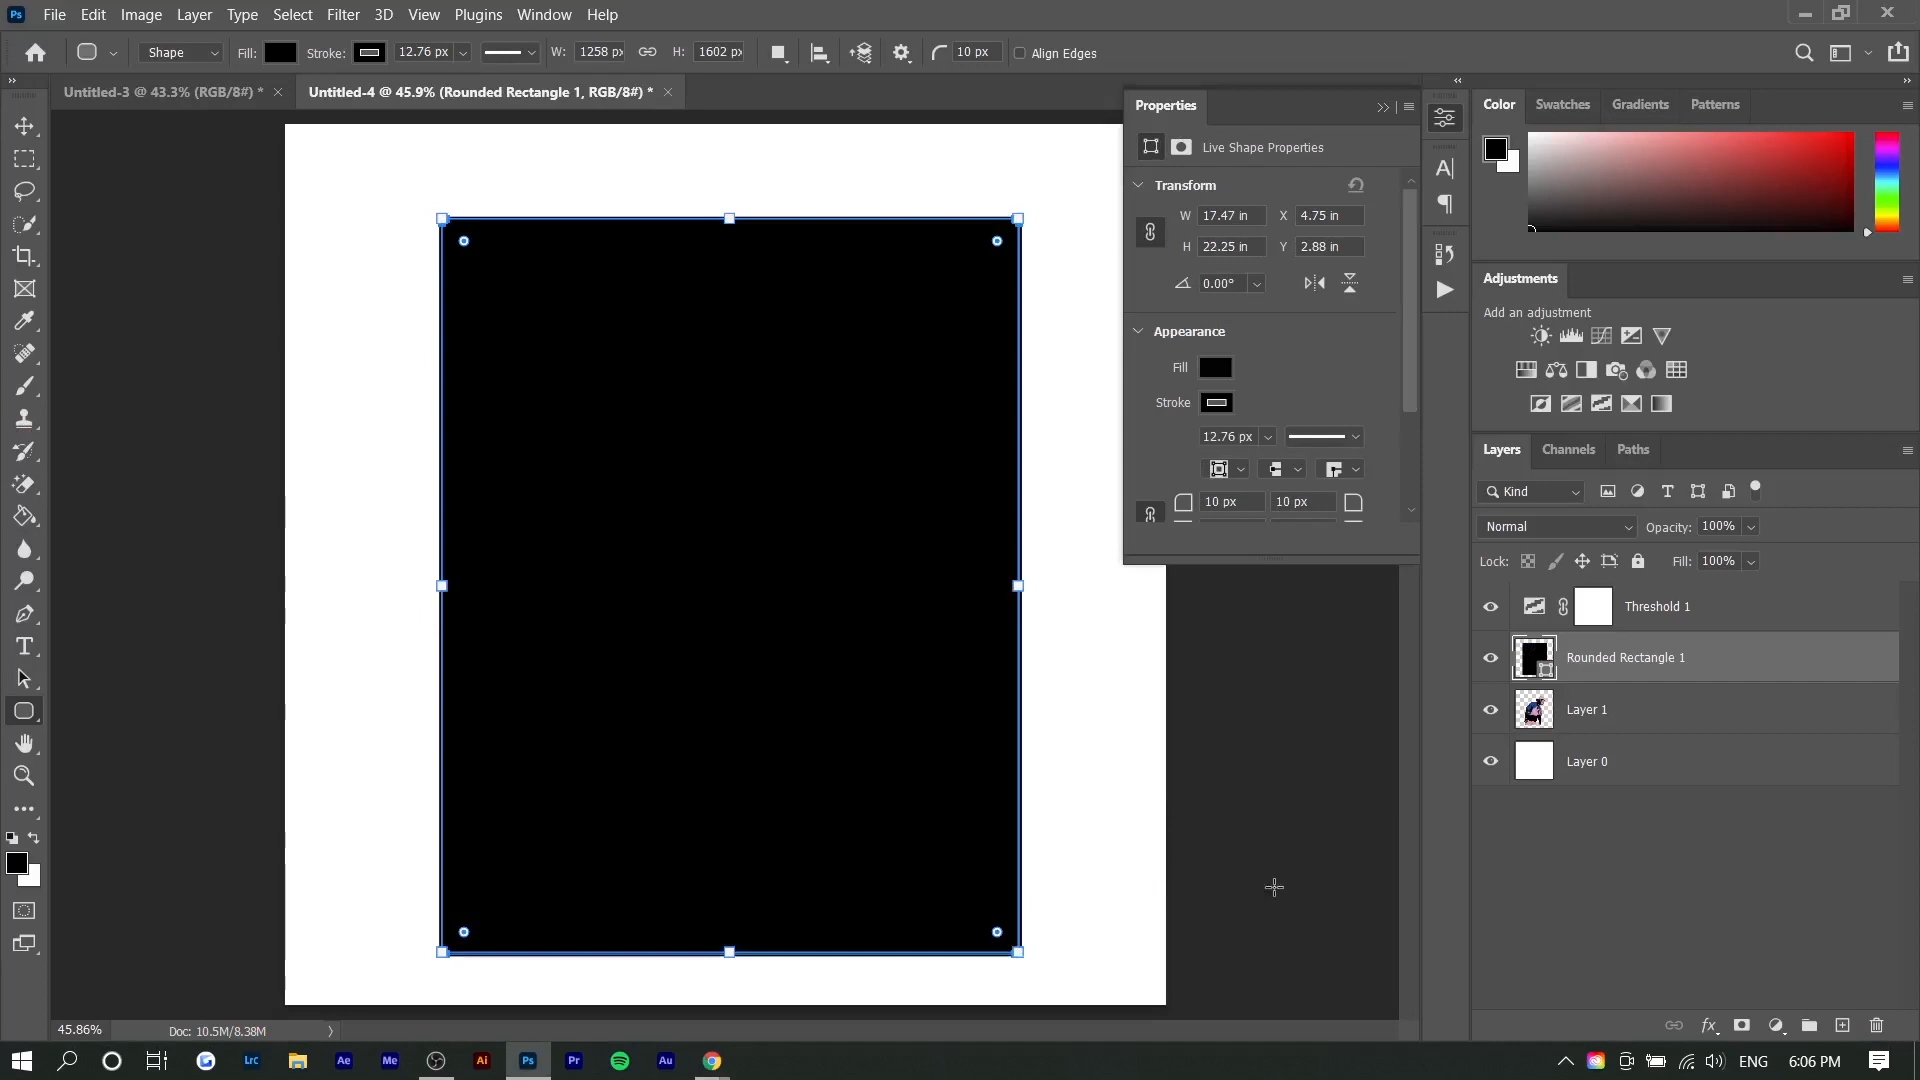 Ps File Edit Image Layer Type Select Filter 3D View Plugins Window Help
Shape Fill: Stroke: 12.76 px W: 1258 px H: 1602 px 10 px Align Edges
Untitled-3 @ 43.3% (RGB/8#) * Untitled-4 @ 45.9% (Rounded Rectangle 1, RGB/8#) *
Properties
Live Shape Properties
Transform
W 17.47 in X 4.75 in
H 22.25 in Y 2.88 in
0.00°
Appearance
Fill
Stroke
12.76 px
10 px 10 px
Color Swatches Gradients Patterns
Adjustments
Add an adjustment
Layers Channels Paths
Kind
Normal Opacity: 100%
Lock: Fill: 100%
Threshold 1
Rounded Rectangle 1
Layer 1
Layer 0
fx
45.86% Doc: 10.5M/8.38M
Lrc Ae Me Ai Ps Pr Au ENG 6:06 PM